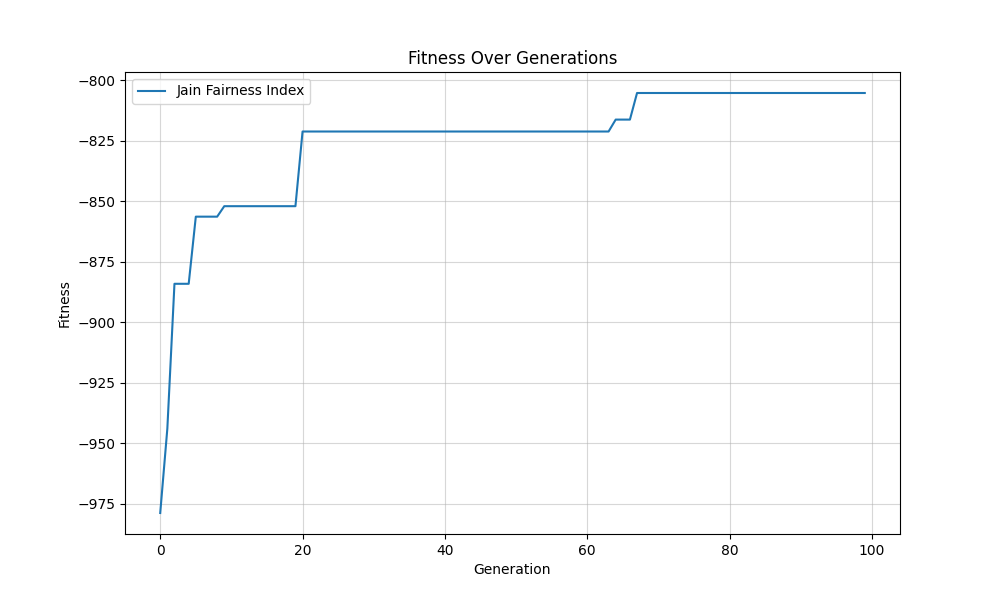 Fitness Over Generations
Jain Fairness Index
−800
−825
−850
−875
−900
−925
−950
−975
Fitness
0 20 40 60 80 100
Generation